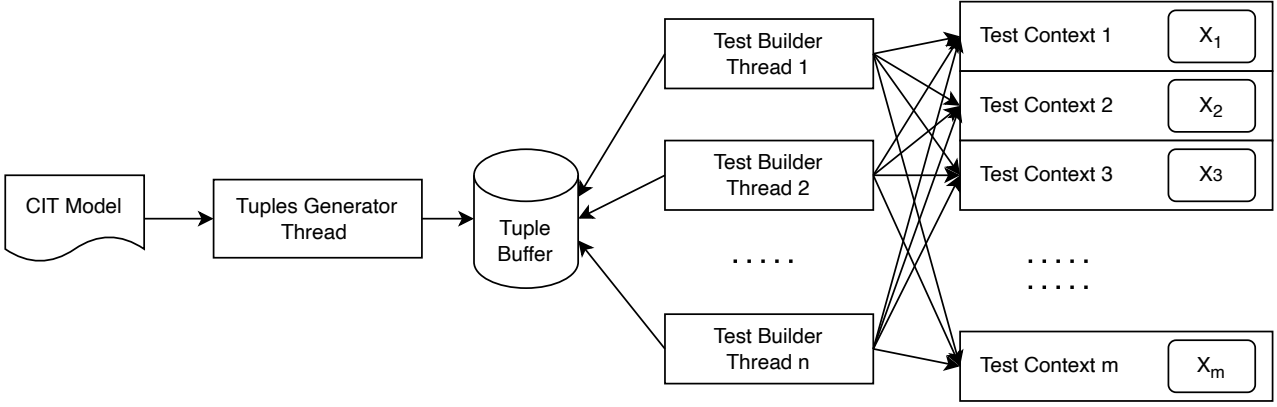 CIT Model
Tuples Generator
Thread
Tuple
Buffer
Test Builder
Thread 1
Test Builder
Thread 2
.....
Test Builder
Thread n
Test Context 1
X₁
Test Context 2
X₂
Test Context 3
X₃
.....
.....
Test Context m
Xₘ